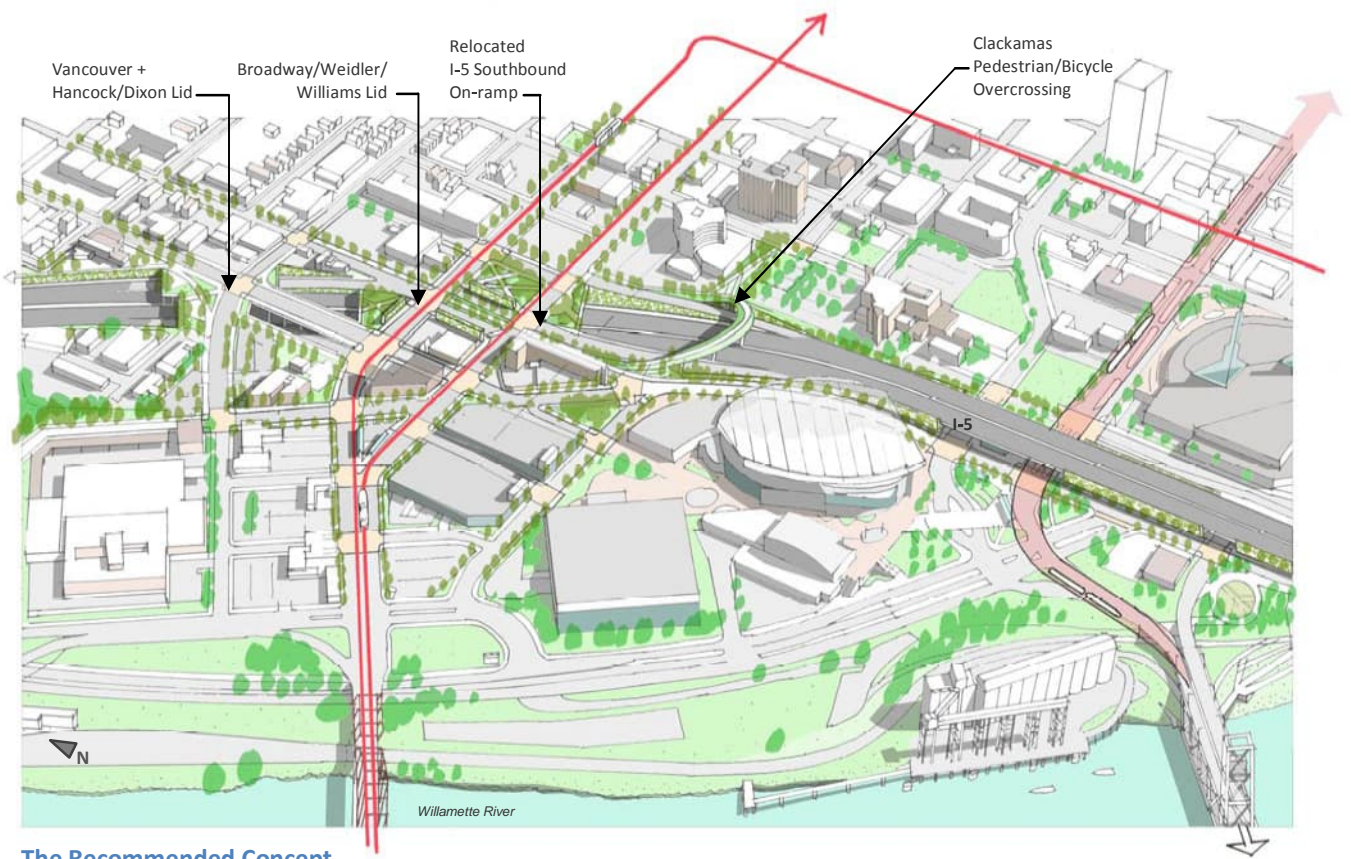 Vancouver +
Hancock/Dixon Lid
Broadway/Weidler/
Williams Lid
Relocated
I-5 Southbound
On-ramp
Clackamas
Pedestrian/Bicycle
Overcrossing
I-5
N
Willamette River
The Recommended Concept